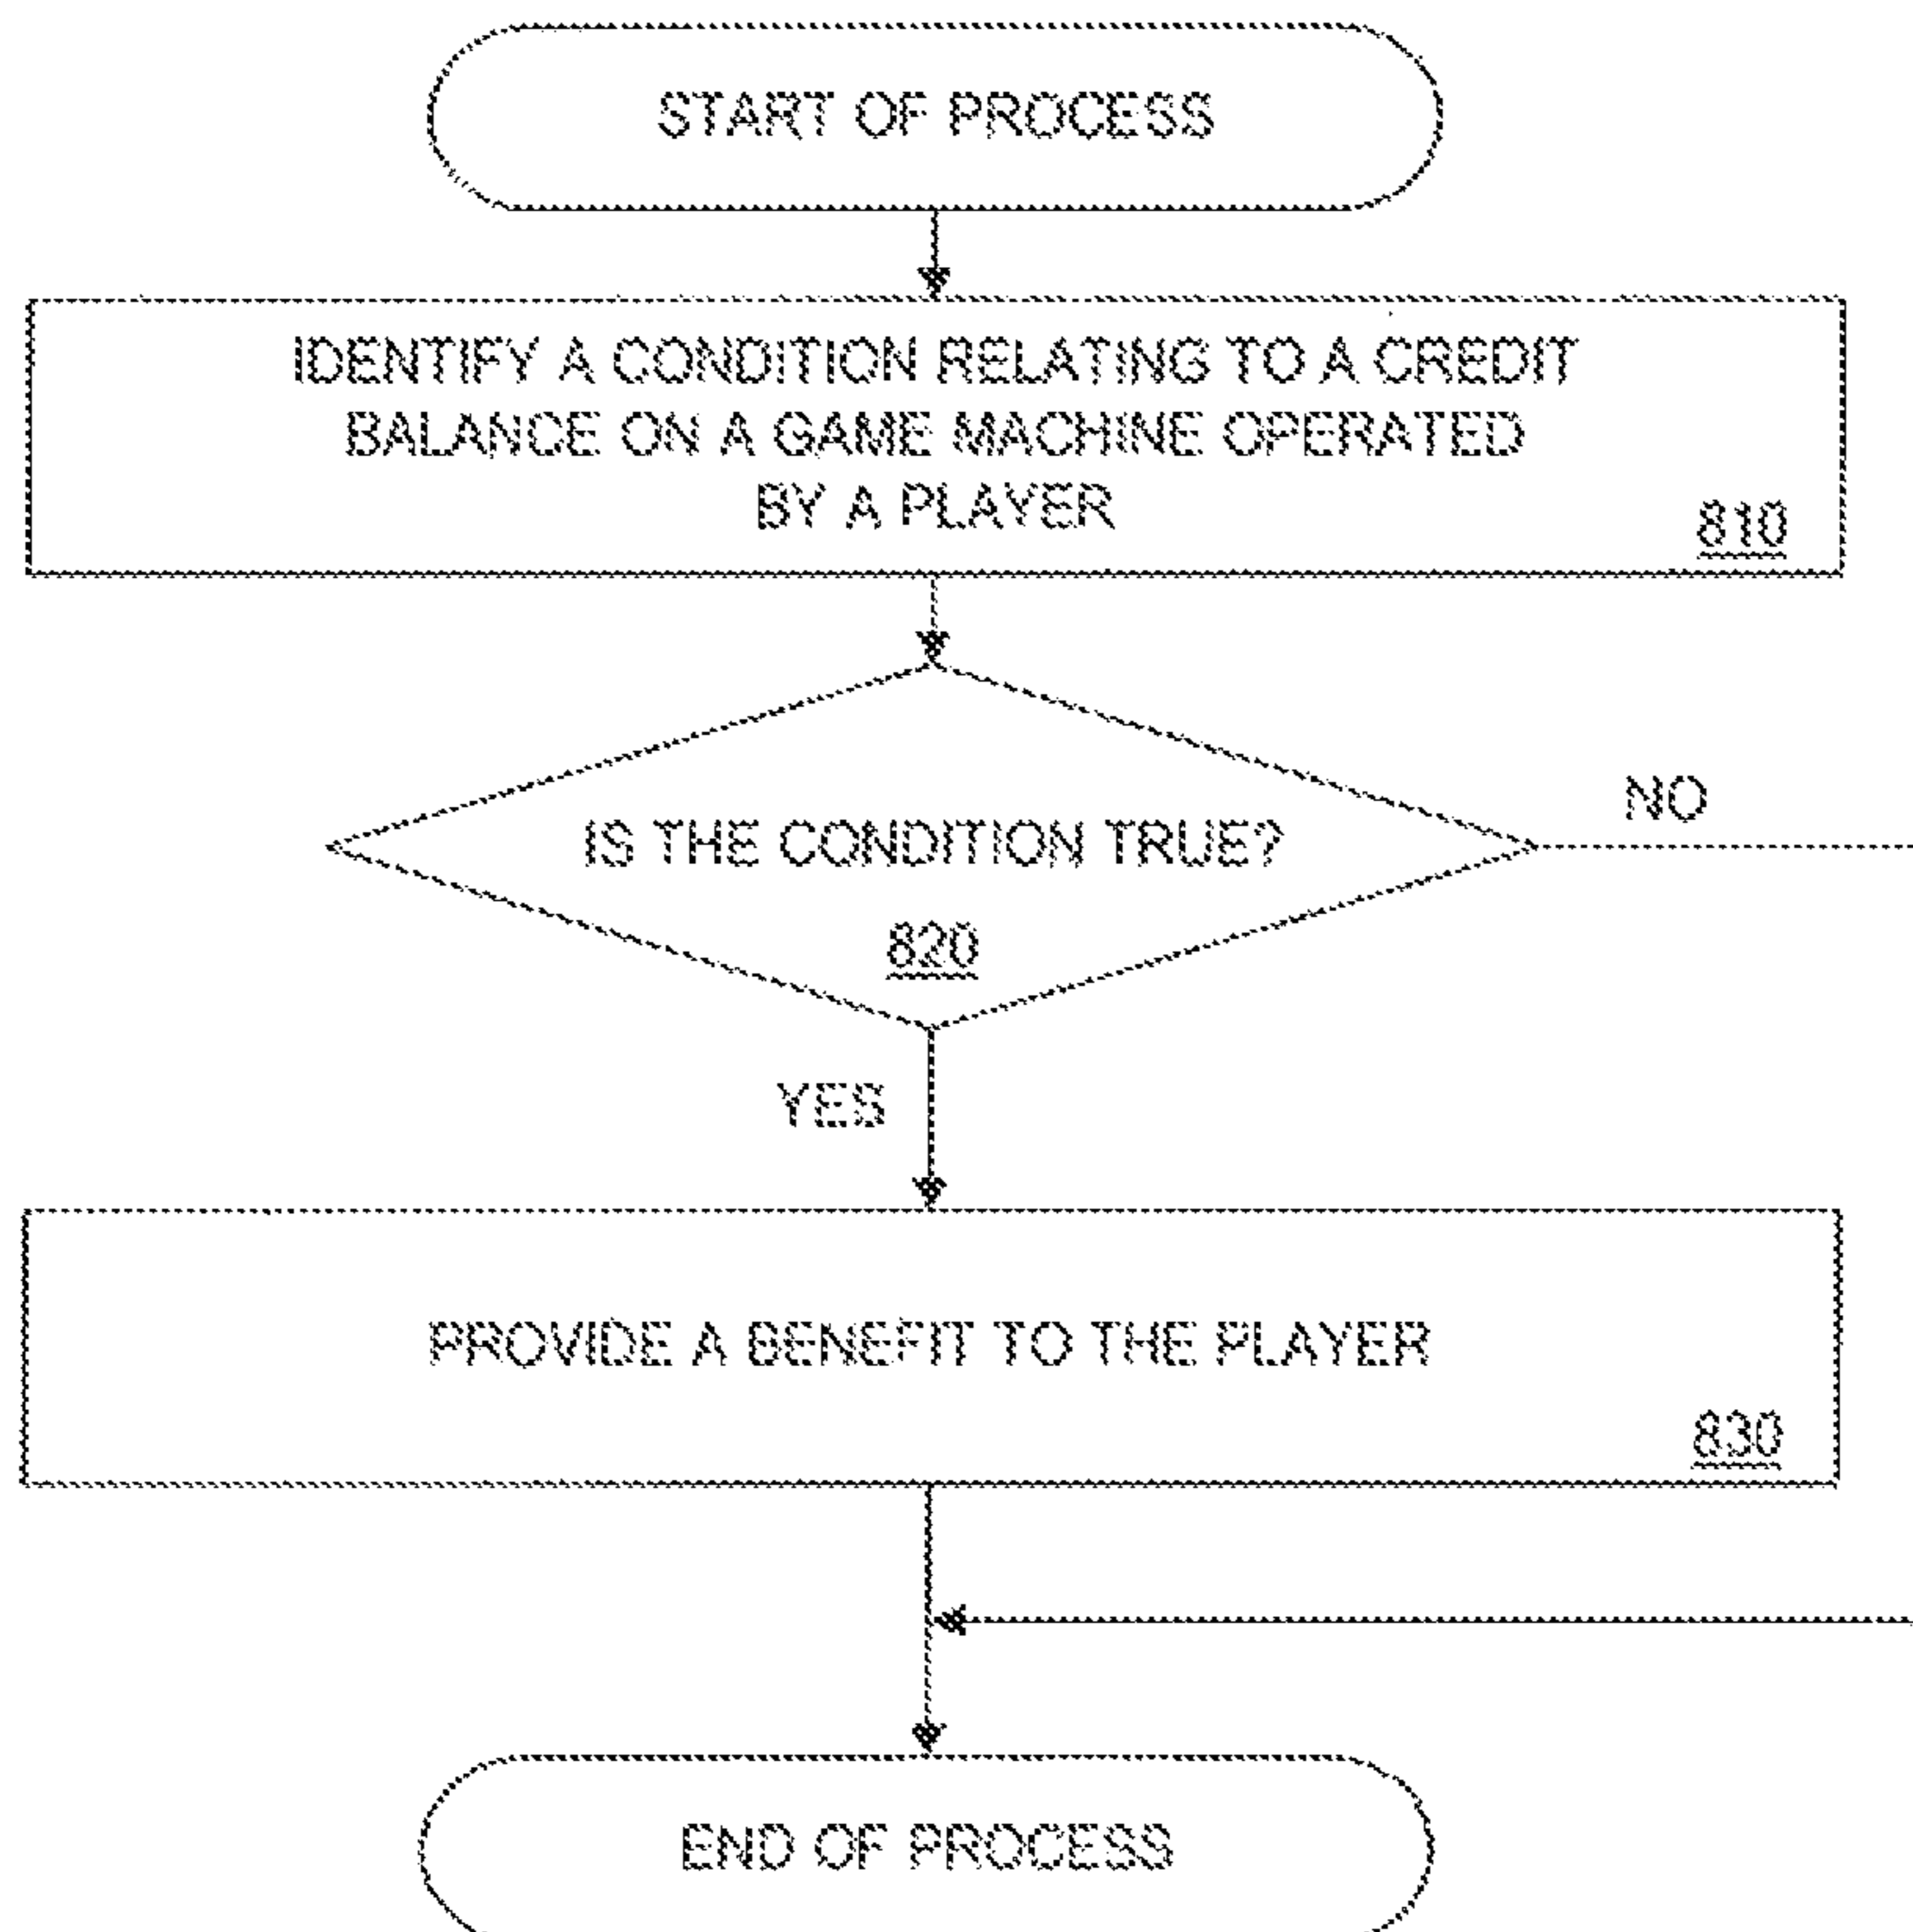 START OF PROCESS
IDENTIFY A CONDITION RELATING TO A CREDIT
BALANCE ON A GAME MACHINE OPERATED
BY A PLAYER
810
IS THE CONDITION TRUE?
NO
820
YES
PROVIDE A BENEFIT TO THE PLAYER
830
END OF PROCESS